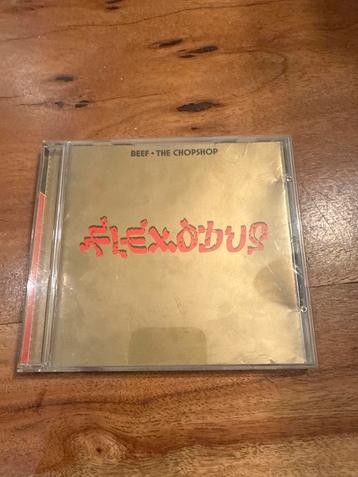 BEEF • THE CHOPSHOP
FLEXODUS